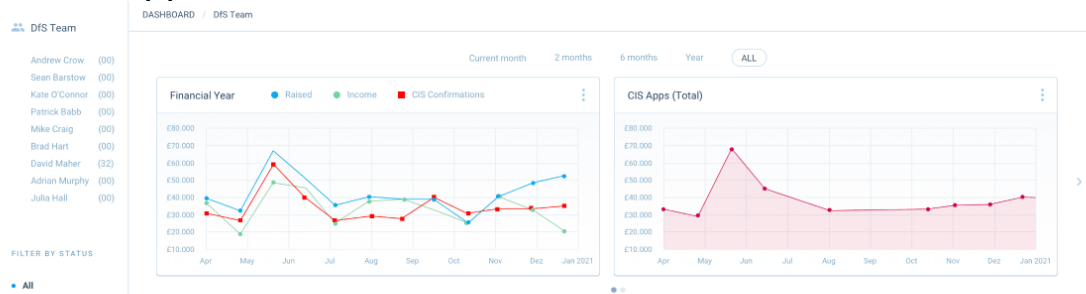 DASHBOARD / DfS Team
DfS Team
Andrew Crow (00)
Sean Barstow (00)
Kate O'Connor (00)
Patrick Babb (00)
Mike Craig (00)
Brad Hart (00)
David Maher (32)
Adrian Murphy (00)
Julia Hall (00)
FILTER BY STATUS
All
Current month 2 months 6 months Year ALL
Financial Year Raised Income CIS Confirmations
£80.000
£70.000
£60.000
£50.000
£40.000
£30.000
£20.000
£10.000
Apr May Jun Jul Aug Sep Oct Nov Dez Jan 2021
CIS Apps (Total)
£80.000
£70.000
£60.000
£50.000
£40.000
£30.000
£20.000
£10.000
Apr May Jun Jul Aug Sep Oct Nov Dez Jan 2021